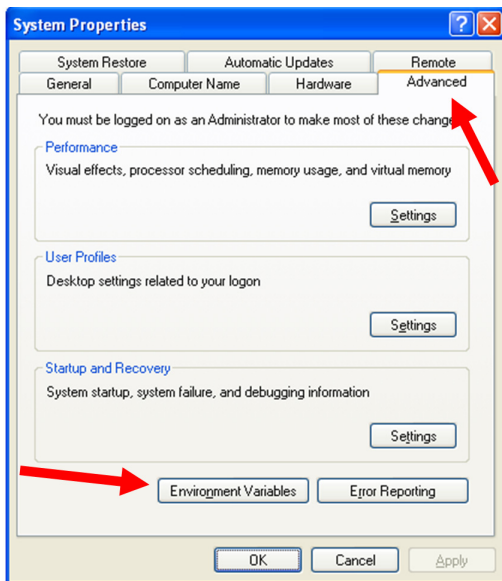 System Properties
System Restore Automatic Updates Remote
General Computer Name Hardware Advanced
You must be logged on as an Administrator to make most of these change
Performance
Visual effects, processor scheduling, memory usage, and virtual memory
Settings
User Profiles
Desktop settings related to your logon
Settings
Startup and Recovery
System startup, system failure, and debugging information
Settings
Environment Variables Error Reporting
OK Cancel Apply